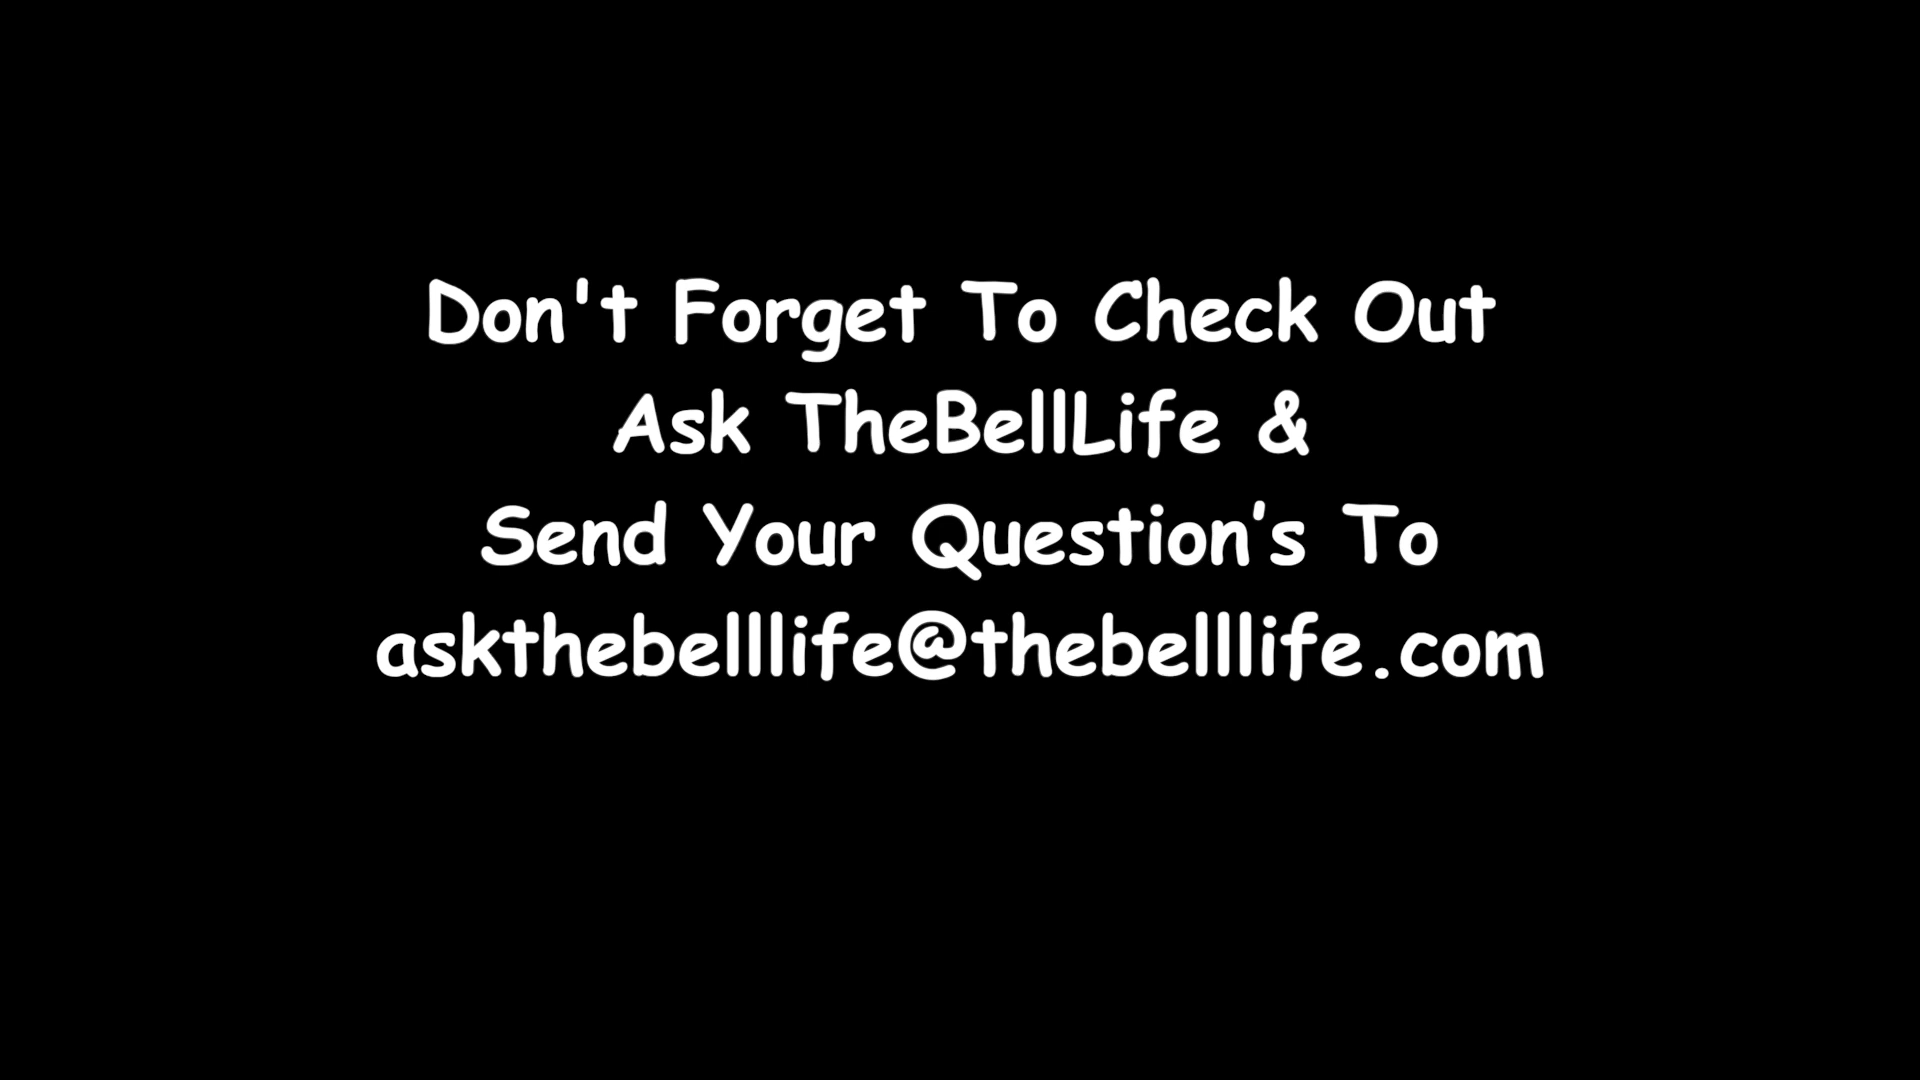 Don't Forget To Check Out
Ask TheBellLife &
Send Your Question’s To
askthebelllife@thebelllife.com